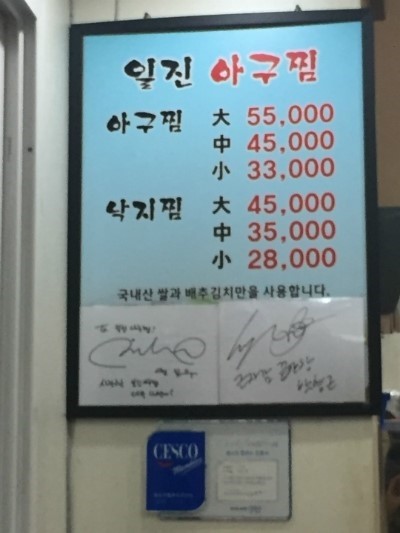 일진 아구찜
아구찜 大 55,000
中 45,000
小 33,000
낙지찜 大 45,000
中 35,000
小 28,000
국내산 쌀과 배추김치만을 사용합니다.
CESCO